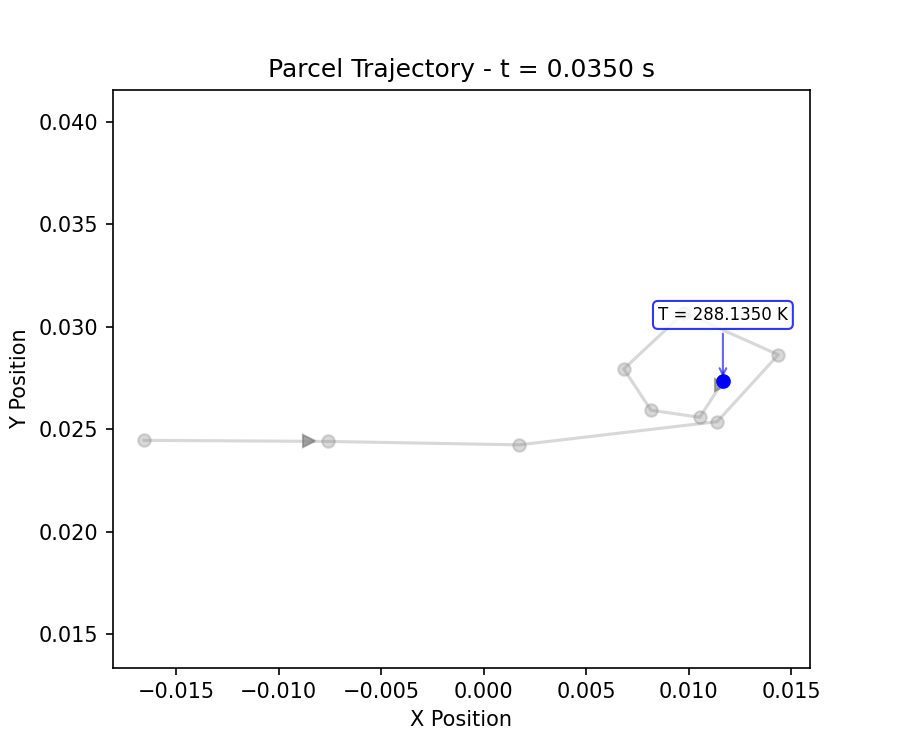 Parcel Trajectory - t = 0.0350 s
0.040
0.035
0.030
0.025
0.020
0.015
Y Position
T = 288.1350 K
−0.015 −0.010 −0.005 0.000 0.005 0.010 0.015
X Position